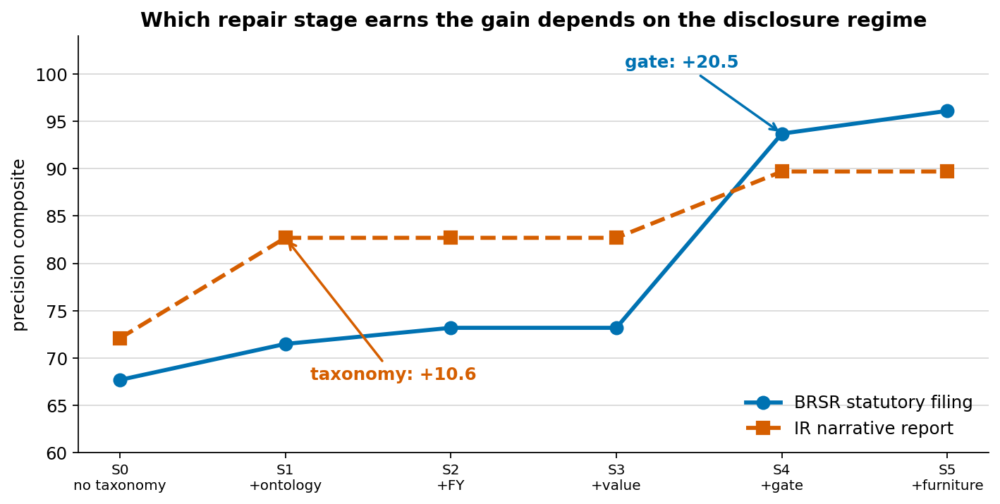 Which repair stage earns the gain depends on the disclosure regime
gate: +20.5
100
95
90
85
80
75
70
65
60
precision composite
taxonomy: +10.6
BRSR statutory filing
IR narrative report
S0
no taxonomy
S1
+ontology
S2
+FY
S3
+value
S4
+gate
S5
+furniture